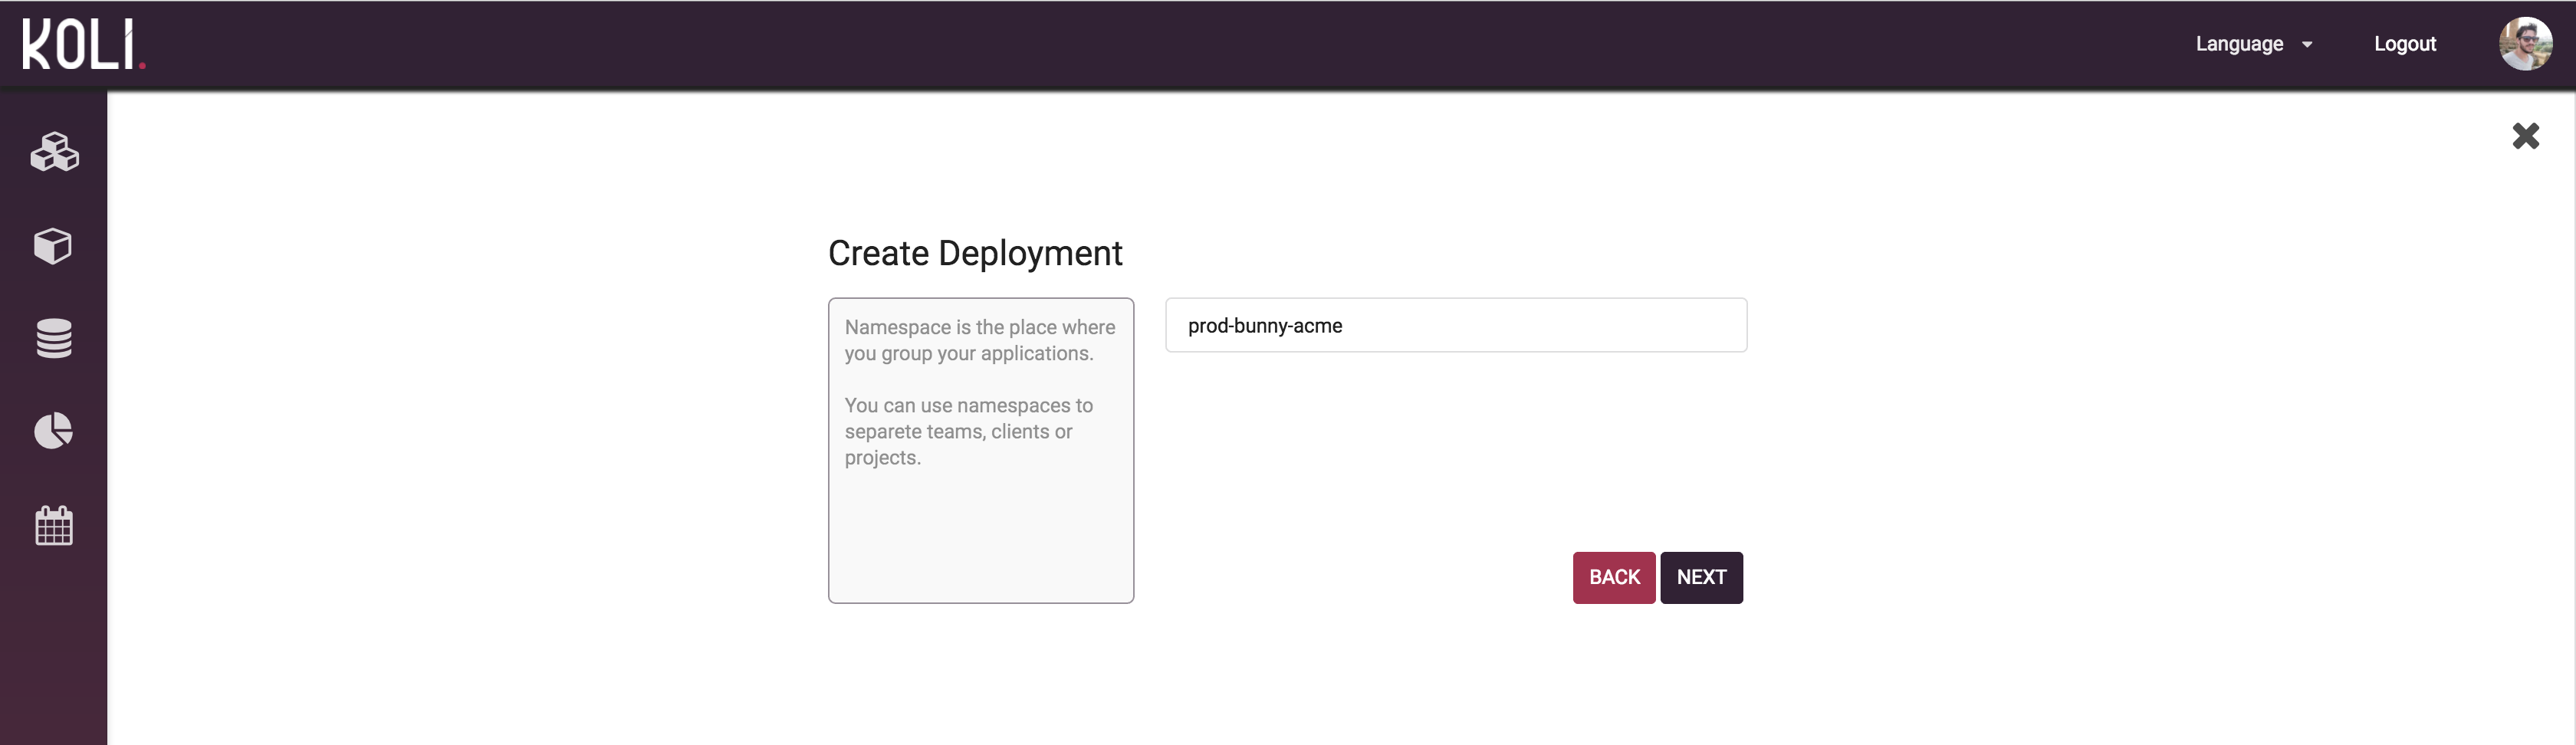 KOLI.
Language
Logout
Create Deployment
Namespace is the place where
you group your applications.
You can use namespaces to
separete teams, clients or
projects.
prod-bunny-acme
BACK
NEXT